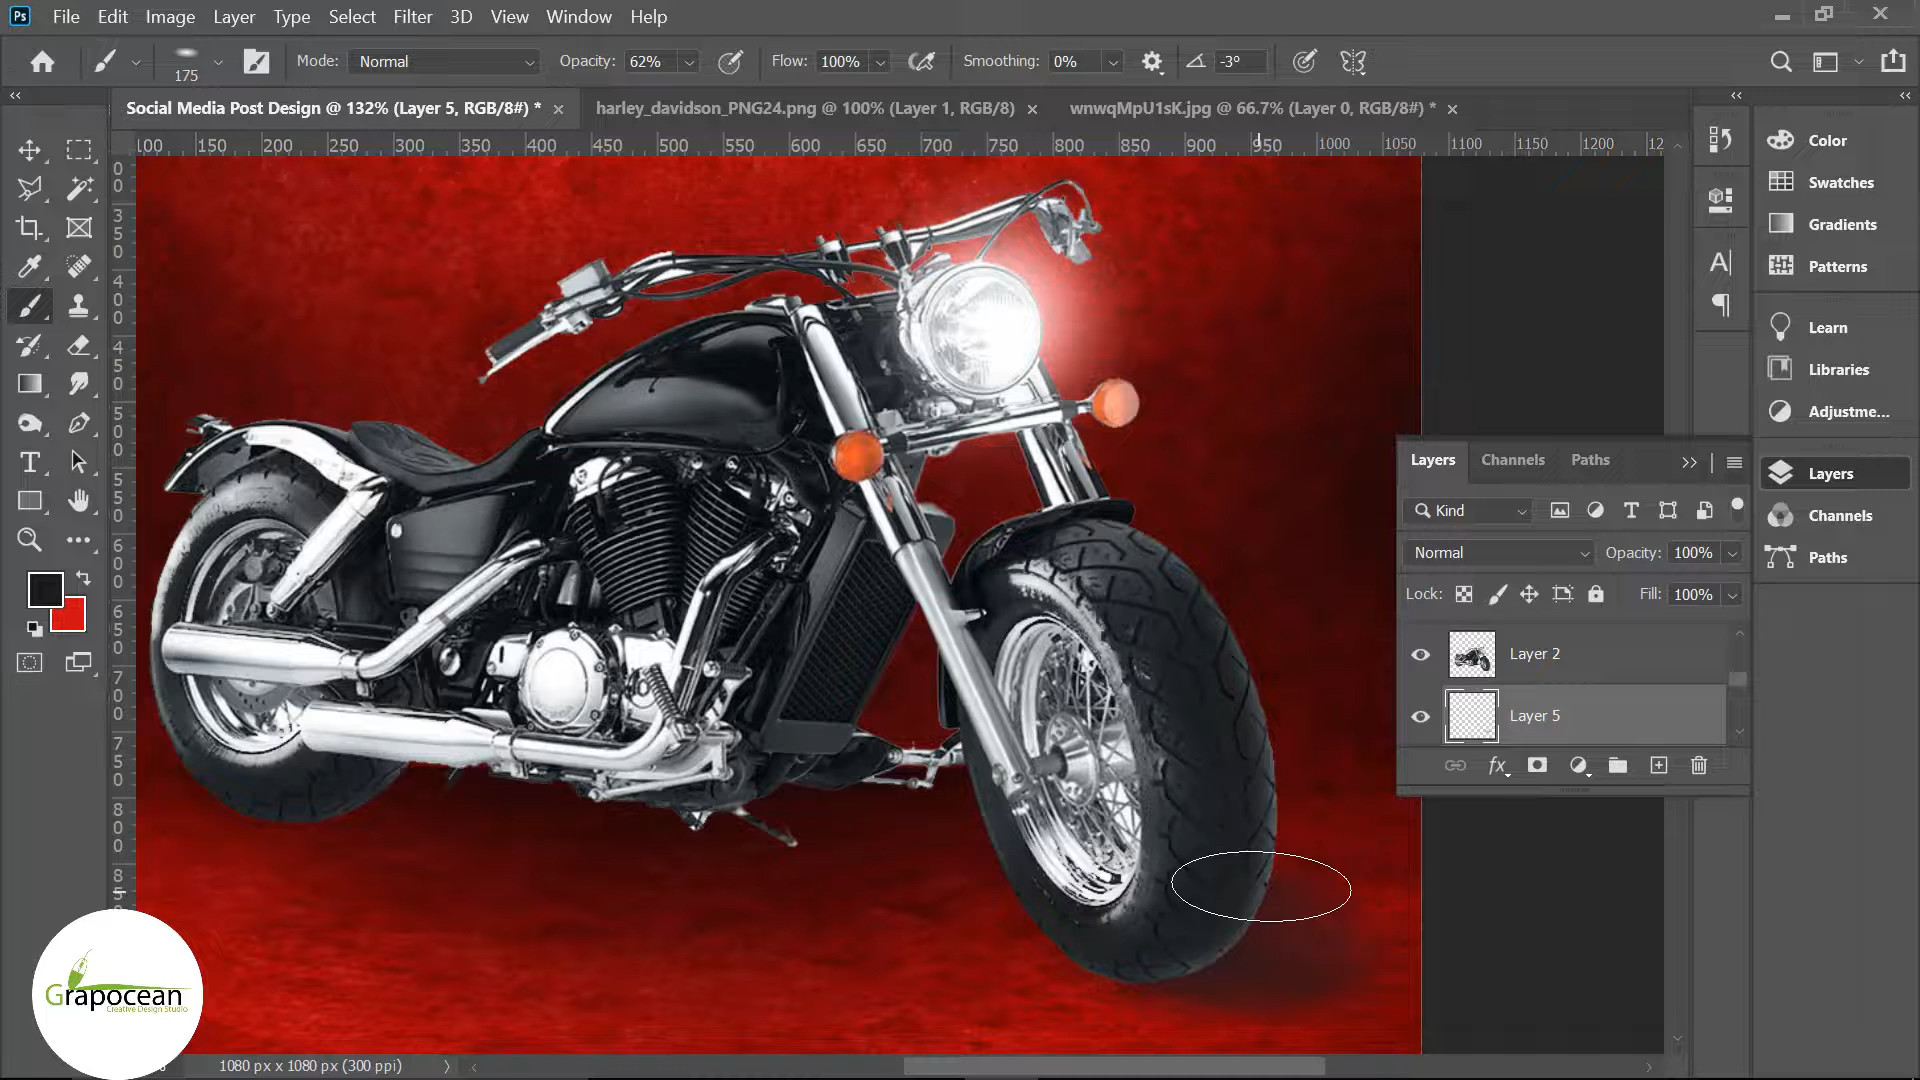 Ps File Edit Image Layer Type Select Filter 3D View Window Help
175 Mode: Normal Opacity: 62% Flow: 100% Smoothing: 0% -3°
Social Media Post Design @ 132% (Layer 5, RGB/8#) * harley_davidson_PNG24.png @ 100% (Layer 1, RGB/8) wnwqMpU1sK.jpg @ 66.7% (Layer 0, RGB/8#) *
100 150 200 250 300 350 400 450 500 550 600 650 700 750 800 850 900 950 1000 1050 1100 1150 1200 12
0
0
350
400
450
500
550
600
650
700
750
800
85
Color
Swatches
Gradients
Patterns
Learn
Libraries
Adjustme...
Layers
Channels
Paths
Layers Channels Paths
Kind
Normal Opacity: 100%
Lock: Fill: 100%
Layer 2
Layer 5
fx
Grapocean
Creative Design Studio
1080 px x 1080 px (300 ppi)